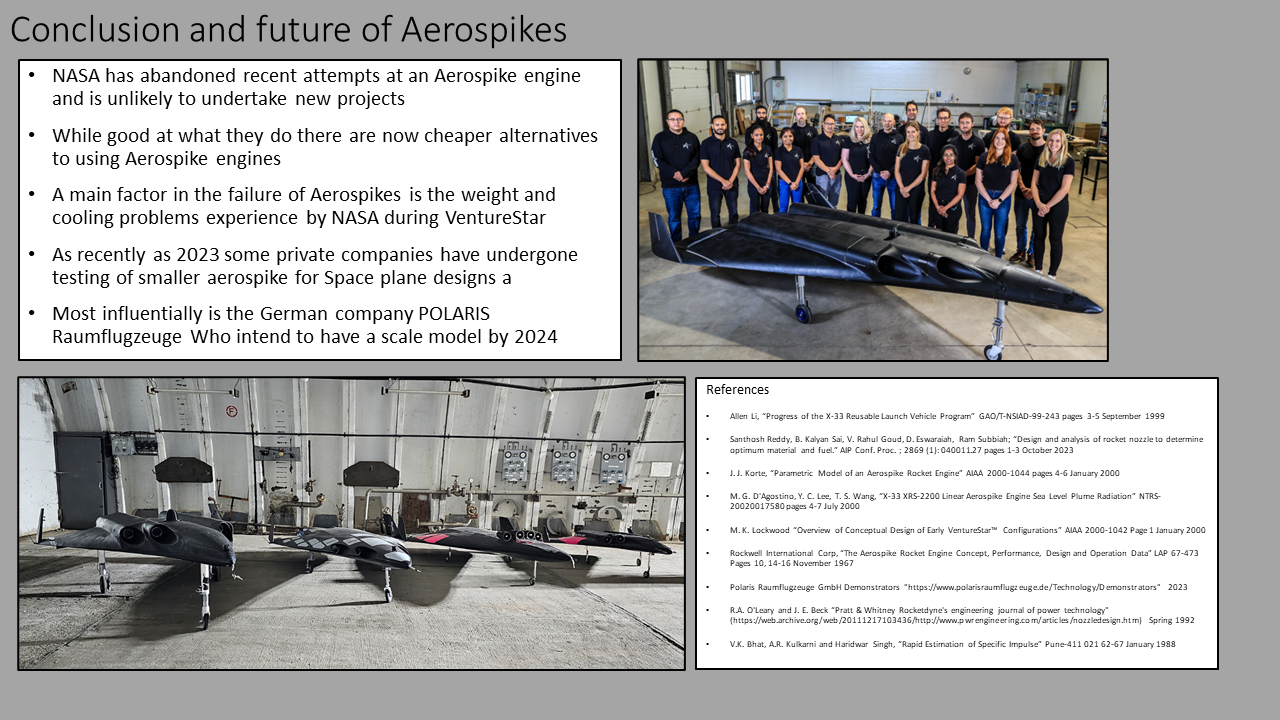 Conclusion and future of Aerospikes
• NASA has abandoned recent attempts at an Aerospike engine
and is unlikely to undertake new projects
• While good at what they do there are now cheaper alternatives
to using Aerospike engines
• A main factor in the failure of Aerospikes is the weight and
cooling problems experience by NASA during VentureStar
• As recently as 2023 some private companies have undergone
testing of smaller aerospike for Space plane designs a
• Most influentially is the German company POLARIS
Raumflugzeuge Who intend to have a scale model by 2024
F
References
• Allen Li, “Progress of the X-33 Reusable Launch Vehicle Program” GAO/T-NSIAD-99-243 pages 3-5 September 1999
• Santhosh Reddy, B. Kalyan Sai, V. Rahul Goud, D. Eswaraiah, Ram Subbiah; “Design and analysis of rocket nozzle to determine
optimum material and fuel.” AIP Conf. Proc. ; 2869 (1): 040011.27 pages 1-3 October 2023
• J. J. Korte, “Parametric Model of an Aerospike Rocket Engine” AIAA 2000-1044 pages 4-6 January 2000
• M. G. D'Agostino, Y. C. Lee, T. S. Wang, “X-33 XRS-2200 Linear Aerospike Engine Sea Level Plume Radiation” NTRS-
20020017580 pages 4-7 July 2000
• M. K. Lockwood “Overview of Conceptual Design of Early VentureStar™ Configurations” AIAA 2000-1042 Page 1 January 2000
• Rockwell International Corp, “The Aerospike Rocket Engine Concept, Performance, Design and Operation Data” LAP 67-473
Pages 10, 14-16 November 1967
• Polaris Raumflugzeuge GmbH Demonstrators "https://www.polarisraumflugzeuge.de/Technology/Demonstrators" 2023
• R.A. O'Leary and J. E. Beck “Pratt & Whitney Rocketdyne's engineering journal of power technology”
(https://web.archive.org/web/20111217103436/http://www.pwrengineering.com/articles/nozzledesign.htm) Spring 1992
• V.K. Bhat, A.R. Kulkarni and Haridwar Singh, “Rapid Estimation of Specific Impulse” Pune-411 021 62-67 January 1988